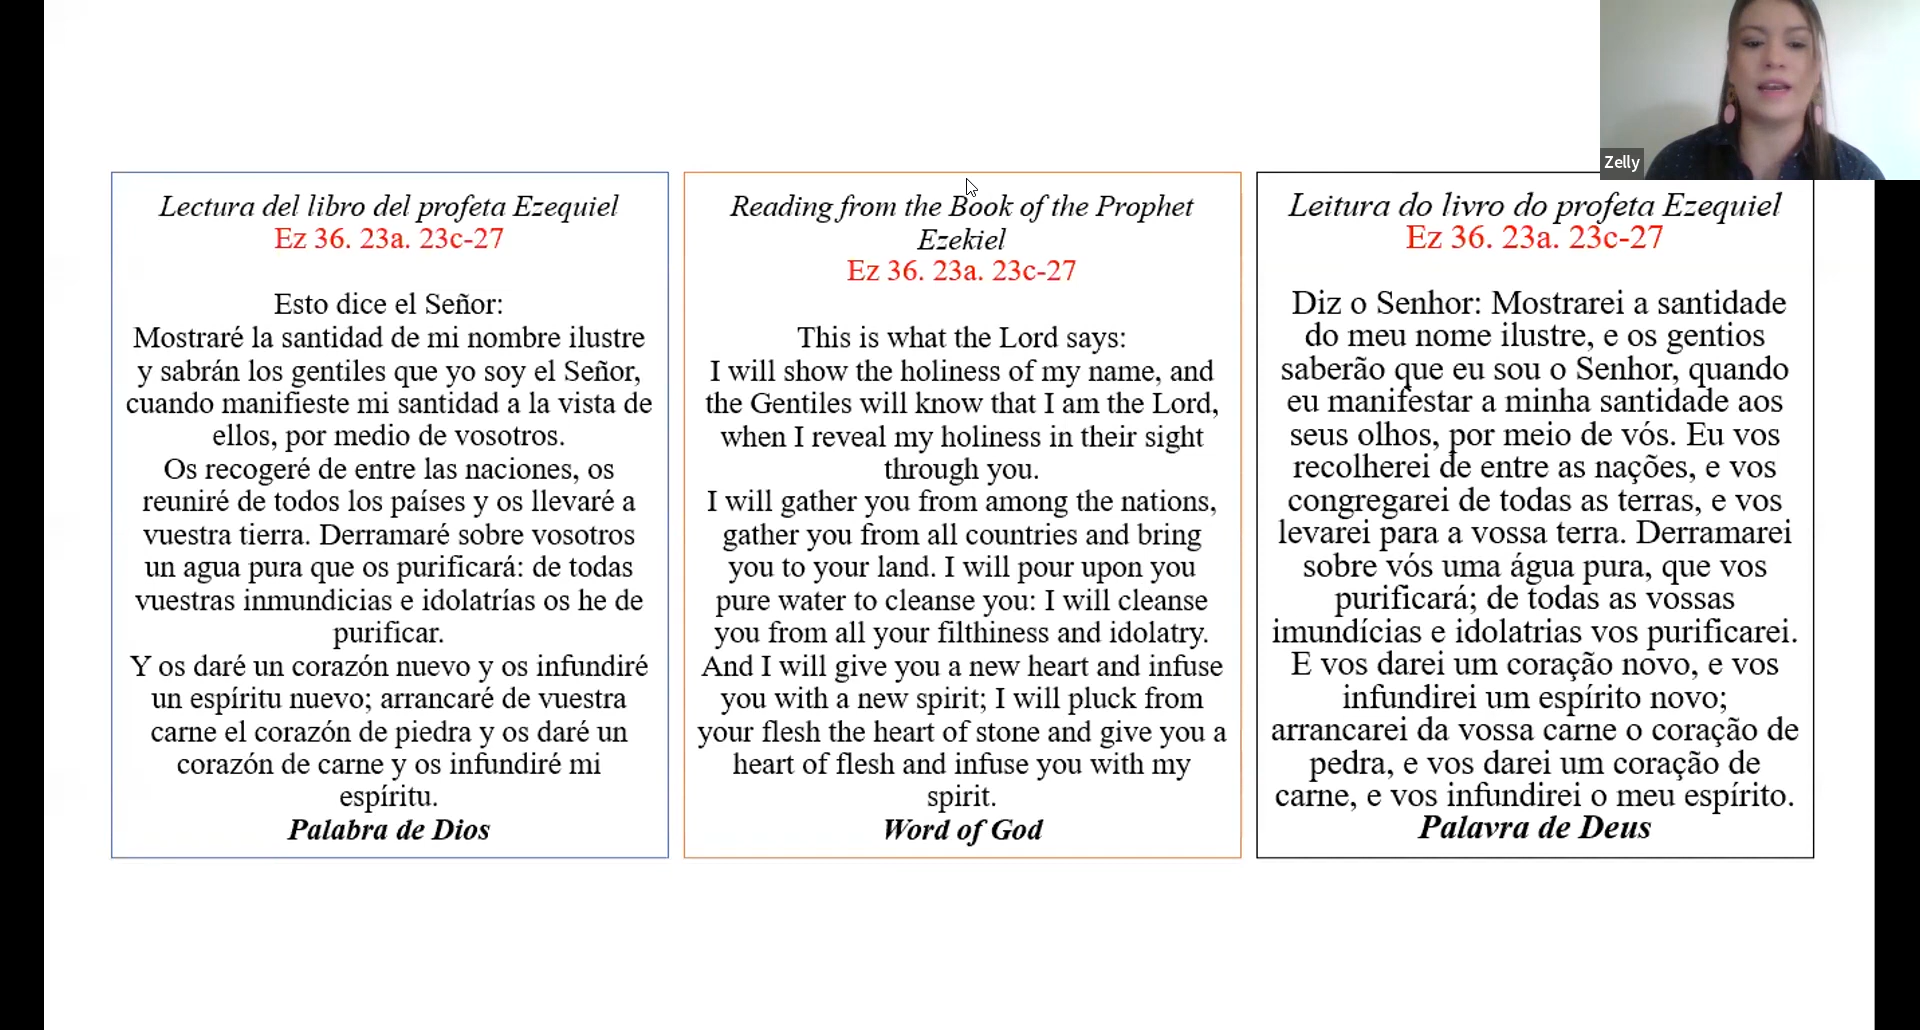 Zelly
Lectura del libro del profeta Ezequiel
Ez 36. 23a. 23c-27
Esto dice el Señor:
Mostraré la santidad de mi nombre ilustre
y sabrán los gentiles que yo soy el Señor,
cuando manifieste mi santidad a la vista de
ellos, por medio de vosotros.
Os recogeré de entre las naciones, os
reuniré de todos los países y os llevaré a
vuestra tierra. Derramaré sobre vosotros
un agua pura que os purificará: de todas
vuestras inmundicias e idolatrías os he de
purificar.
Y os daré un corazón nuevo y os infundiré
un espíritu nuevo; arrancaré de vuestra
carne el corazón de piedra y os daré un
corazón de carne y os infundiré mi
espíritu.
Palabra de Dios
Reading from the Book of the Prophet
Ezekiel
Ez 36. 23a. 23c-27
This is what the Lord says:
I will show the holiness of my name, and
the Gentiles will know that I am the Lord,
when I reveal my holiness in their sight
through you.
I will gather you from among the nations,
gather you from all countries and bring
you to your land. I will pour upon you
pure water to cleanse you: I will cleanse
you from all your filthiness and idolatry.
And I will give you a new heart and infuse
you with a new spirit; I will pluck from
your flesh the heart of stone and give you a
heart of flesh and infuse you with my
spirit.
Word of God
Leitura do livro do profeta Ezequiel
Ez 36. 23a. 23c-27
Diz o Senhor: Mostrarei a santidade
do meu nome ilustre, e os gentios
saberão que eu sou o Senhor, quando
eu manifestar a minha santidade aos
seus olhos, por meio de vós. Eu vos
recolherei de entre as nações, e vos
congregarei de todas as terras, e vos
levarei para a vossa terra. Derramarei
sobre vós uma água pura, que vos
purificará; de todas as vossas
imundícias e idolatrias vos purificarei.
E vos darei um coração novo, e vos
infundirei um espírito novo;
arrancarei da vossa carne o coração de
pedra, e vos darei um coração de
carne, e vos infundirei o meu espírito.
Palavra de Deus